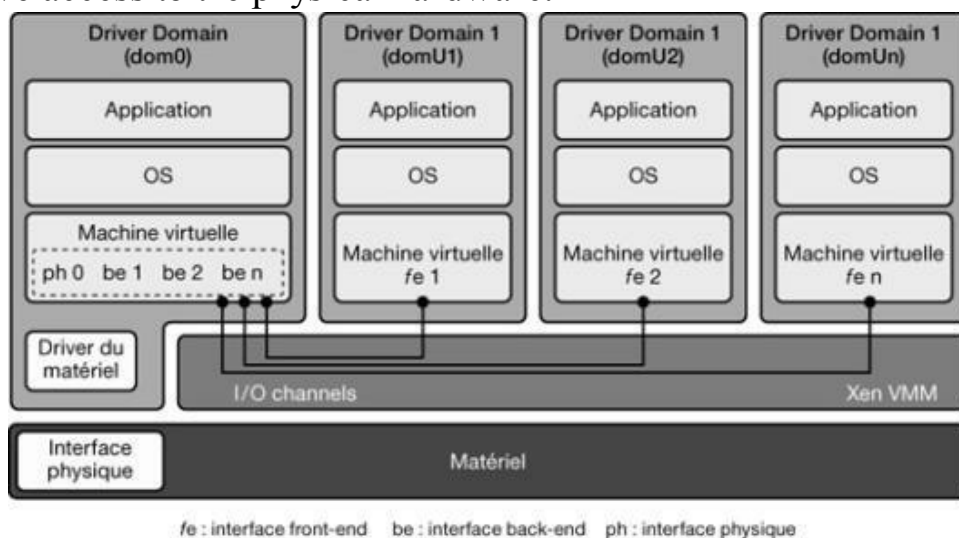 Driver Domain
(dom0)
Application
OS
Machine virtuelle
ph 0 be 1 be 2 be n
Driver du
matériel
Driver Domain 1
(domU1)
Application
OS
Machine virtuelle
fe 1
Driver Domain 1
(domU2)
Application
OS
Machine virtuelle
fe 2
Driver Domain 1
(domUn)
Application
OS
Machine virtuelle
fe n
I/O channels
Xen VMM
Interface
physique
Matériel
fe : interface front-end be : interface back-end ph : interface physique